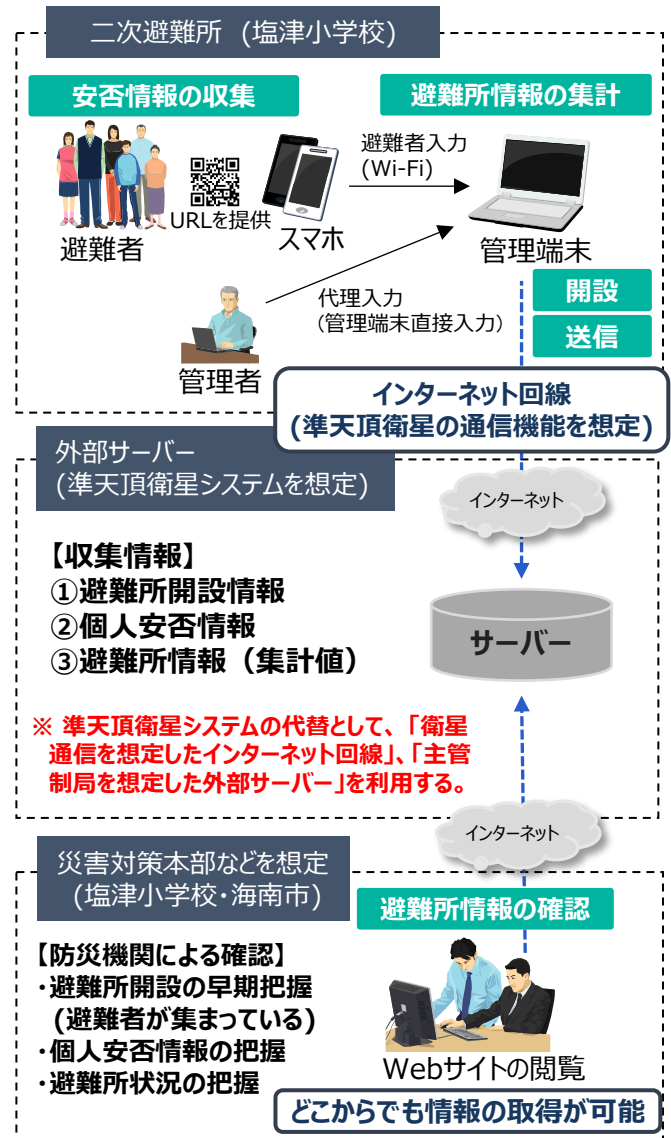 二次避難所 (塩津小学校)
安否情報の収集
避難所情報の集計
避難者入力
(Wi-Fi)
URLを提供
避難者
スマホ
管理端末
代理入力
(管理端末直接入力)
開設
送信
管理者
インターネット回線
(準天頂衛星の通信機能を想定)
外部サーバー
(準天頂衛星システムを想定)
インターネット
【収集情報】
①避難所開設情報
②個人安否情報
③避難所情報（集計値）
サーバー
※ 準天頂衛星システムの代替として、「衛星
通信を想定したインターネット回線」、「主管
制局を想定した外部サーバー」を利用する。
インターネット
災害対策本部などを想定
(塩津小学校・海南市)
避難所情報の確認
【防災機関による確認】
・避難所開設の早期把握
(避難者が集まっている)
・個人安否情報の把握
・避難所状況の把握
Webサイトの閲覧
どこからでも情報の取得が可能